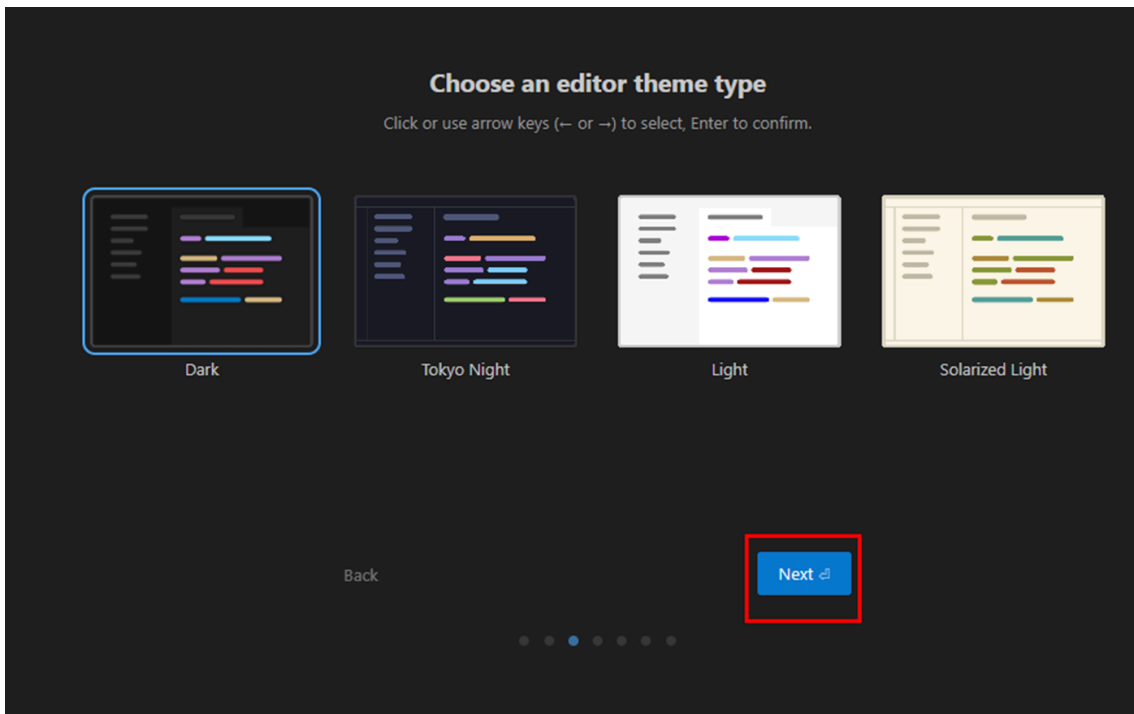 Choose an editor theme type
Click or use arrow keys (← or →) to select, Enter to confirm.
Dark
Tokyo Night
Light
Solarized Light
Back
Next ⏎